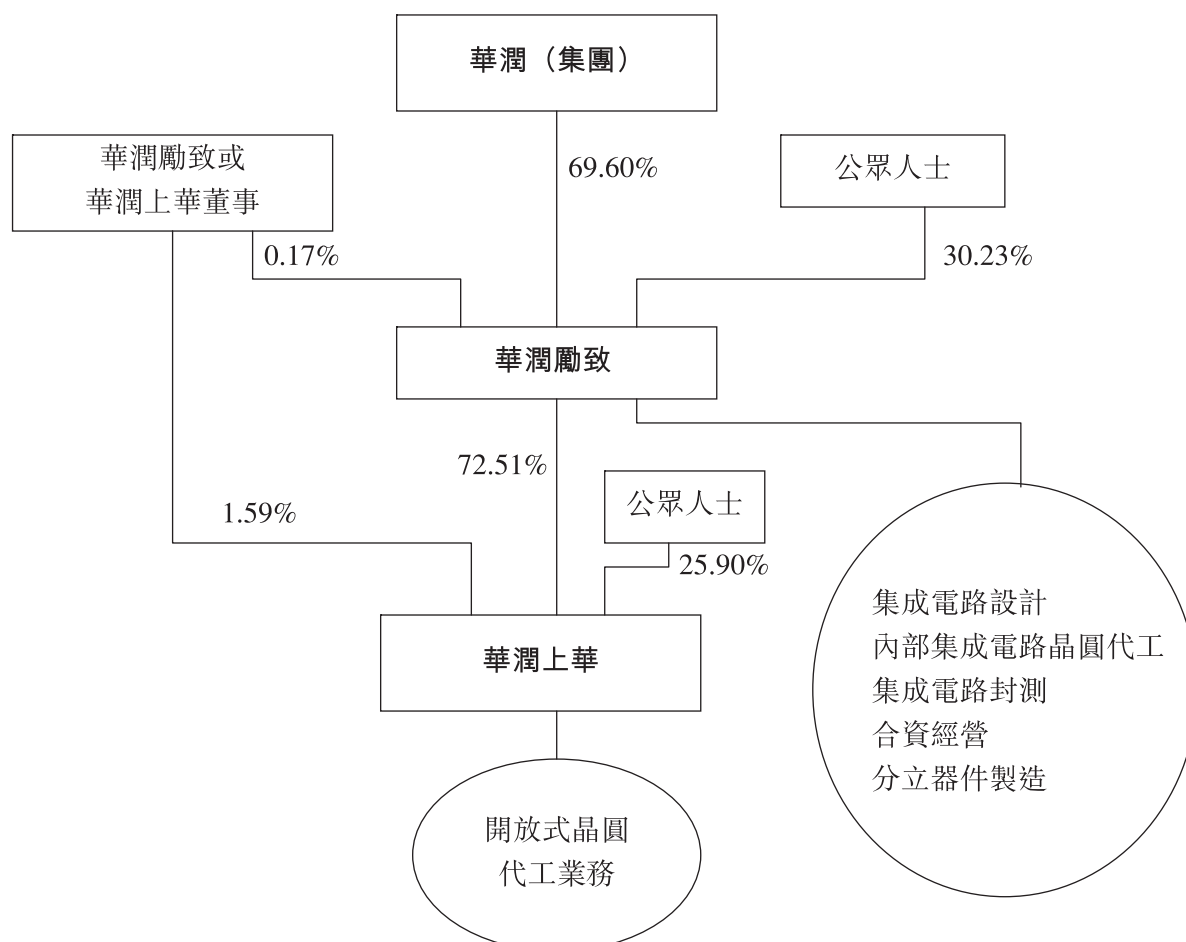 華潤（集團）
華潤勵致或
華潤上華董事
69.60%
公眾人士
0.17%
30.23%
華潤勵致
72.51%
公眾人士
1.59%
25.90%
華潤上華
集成電路設計
內部集成電路晶圓代工
集成電路封測
合資經營
分立器件製造
開放式晶圓
代工業務